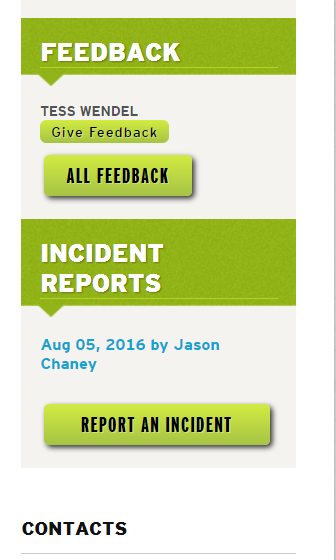 FEEDBACK
TESS WENDEL
Give Feedback
ALL FEEDBACK
INCIDENT
REPORTS
Aug 05, 2016 by Jason
Chaney
REPORT AN INCIDENT
CONTACTS